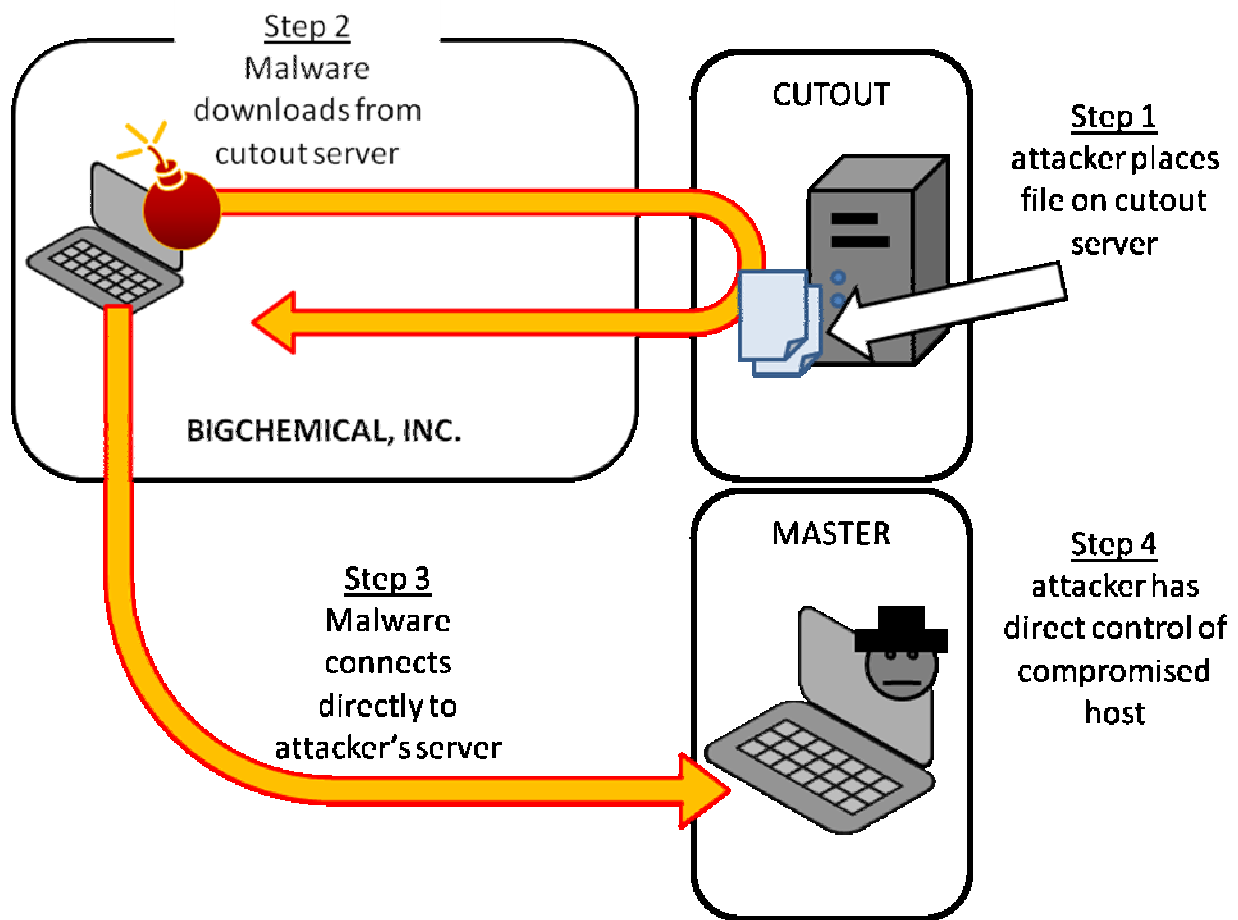 Step 2
Malware
downloads from
cutout server
BIGCHEMICAL, INC.
CUTOUT
Step 1
attacker places
file on cutout
server
Step 3
Malware
connects
directly to
attacker's server
MASTER
Step 4
attacker has
direct control of
compromised
host